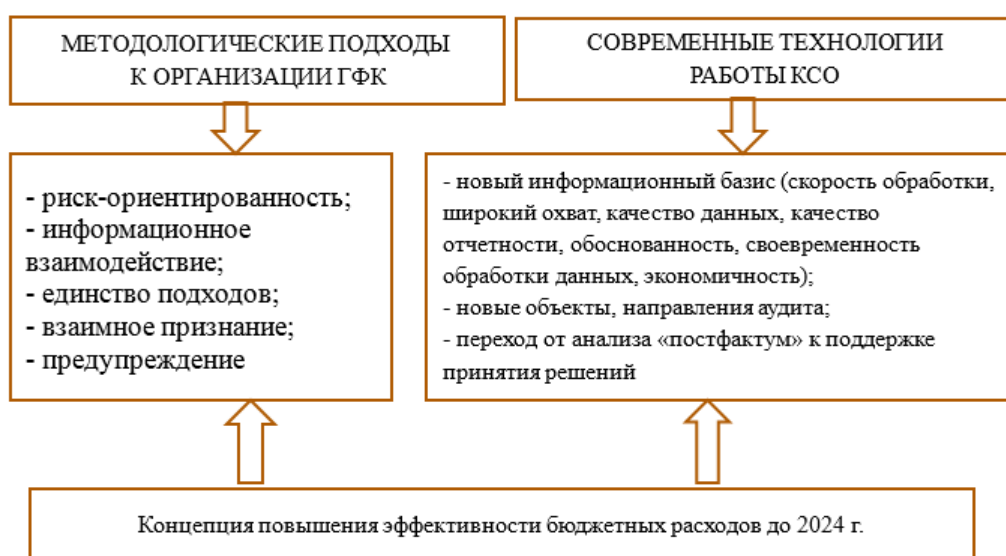 МЕТОДОЛОГИЧЕСКИЕ ПОДХОДЫ
К ОРГАНИЗАЦИИ ГФК
СОВРЕМЕННЫЕ ТЕХНОЛОГИИ
РАБОТЫ КСО
- риск-ориентированность;
- информационное
взаимодействие;
- единство подходов;
- взаимное признание;
- предупреждение
- новый информационный базис (скорость обработки,
широкий охват, качество данных, качество
отчетности, обоснованность, своевременность
обработки данных, экономичность);
- новые объекты, направления аудита;
- переход от анализа «постфактум» к поддержке
принятия решений
Концепция повышения эффективности бюджетных расходов до 2024 г.